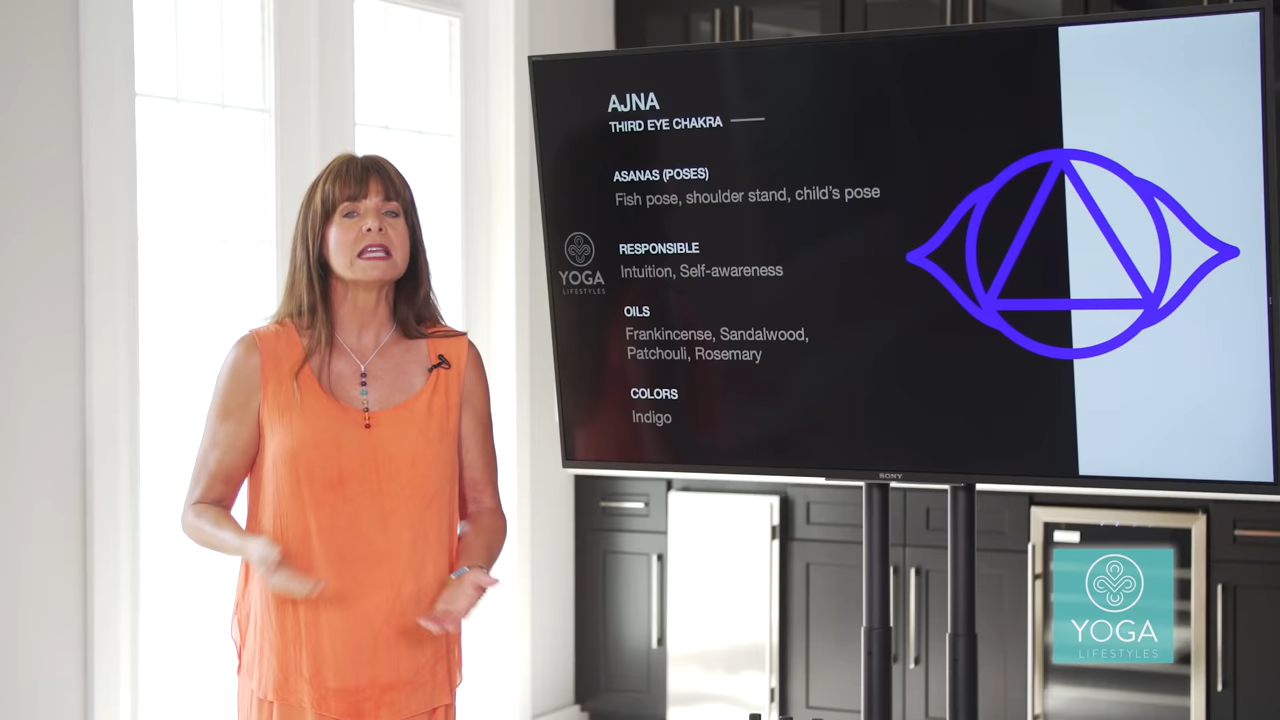 AJNA
THIRD EYE CHAKRA
ASANAS (POSES)
Fish pose, shoulder stand, child's pose
RESPONSIBLE
Intuition, Self-awareness
OILS
Frankincense, Sandalwood,
Patchouli, Rosemary
COLORS
Indigo
YOGA
LIFESTYLES
SONY
YOGA
LIFESTYLES